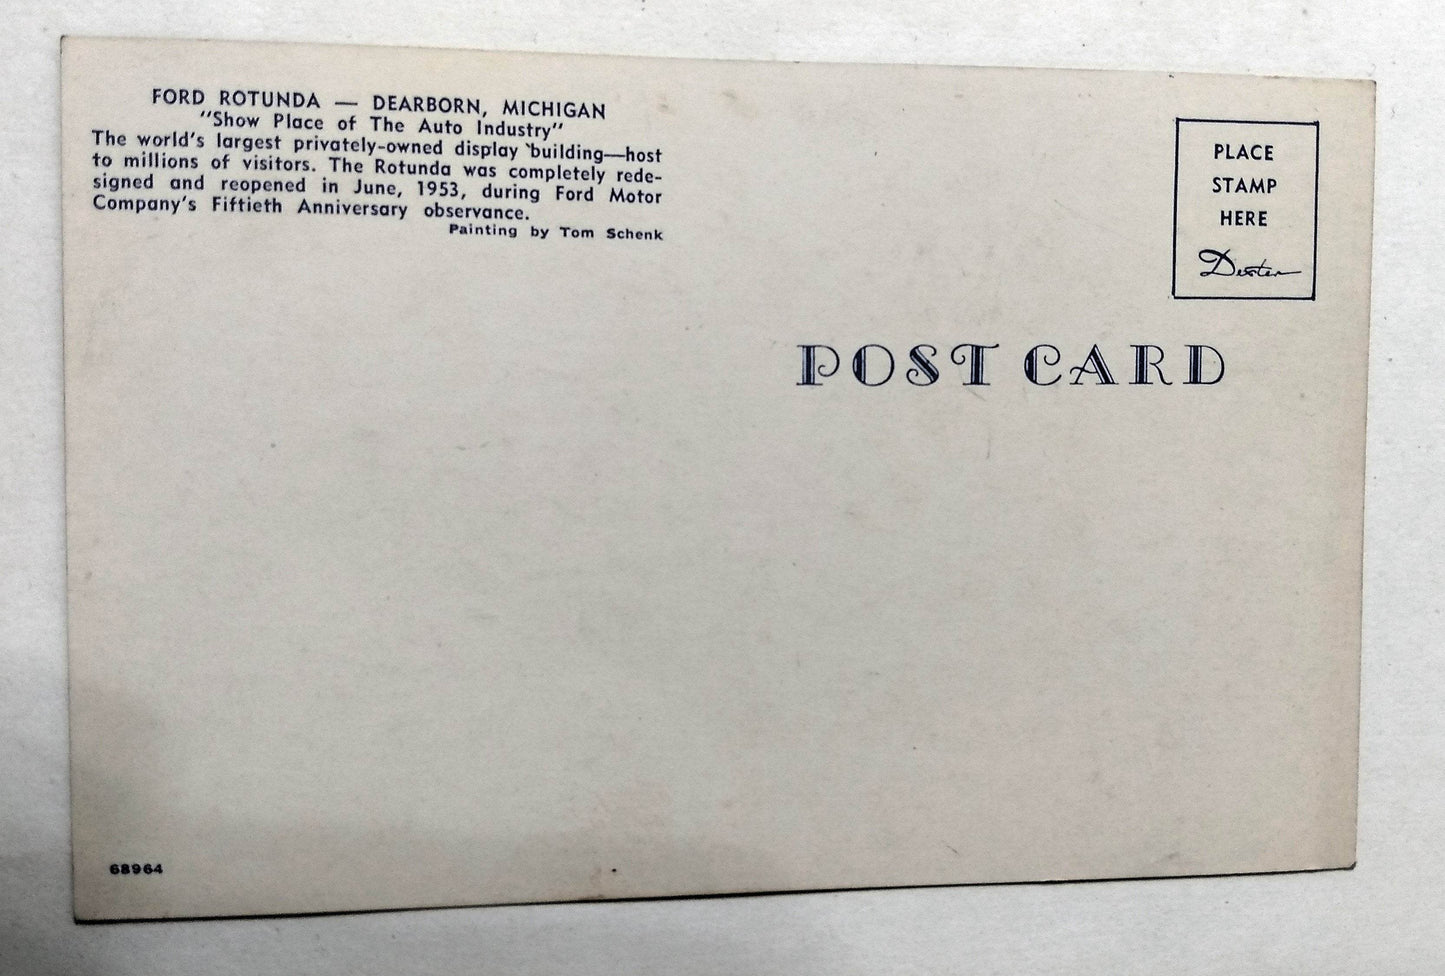 FORD ROTUNDA — DEARBORN, MICHIGAN
"Show Place of The Auto Industry"
The world's largest privately-owned display building—host
to millions of visitors. The Rotunda was completely rede-
signed and reopened in June, 1953, during Ford Motor
Company's Fiftieth Anniversary observance.
Painting by Tom Schenk
PLACE
STAMP
HERE
Dexter
POST CARD
68964